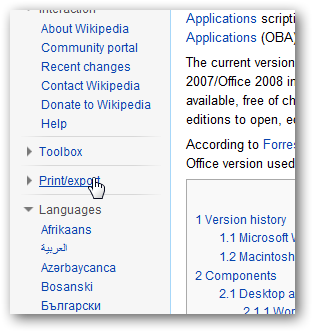 Interaction
About Wikipedia
Community portal
Recent changes
Contact Wikipedia
Donate to Wikipedia
Help
Toolbox
Print/export
Languages
Afrikaans
العربية
Azərbaycanca
Bosanski
Български
Applications scripti
Applications (OBA)
The current version
2007/Office 2008 in
available, free of ch
editions to open, e
According to Forres
Office version used
1 Version history
1.1 Microsoft W
1.2 Macintosh
2 Components
2.1 Desktop a
2.1.1 Wor